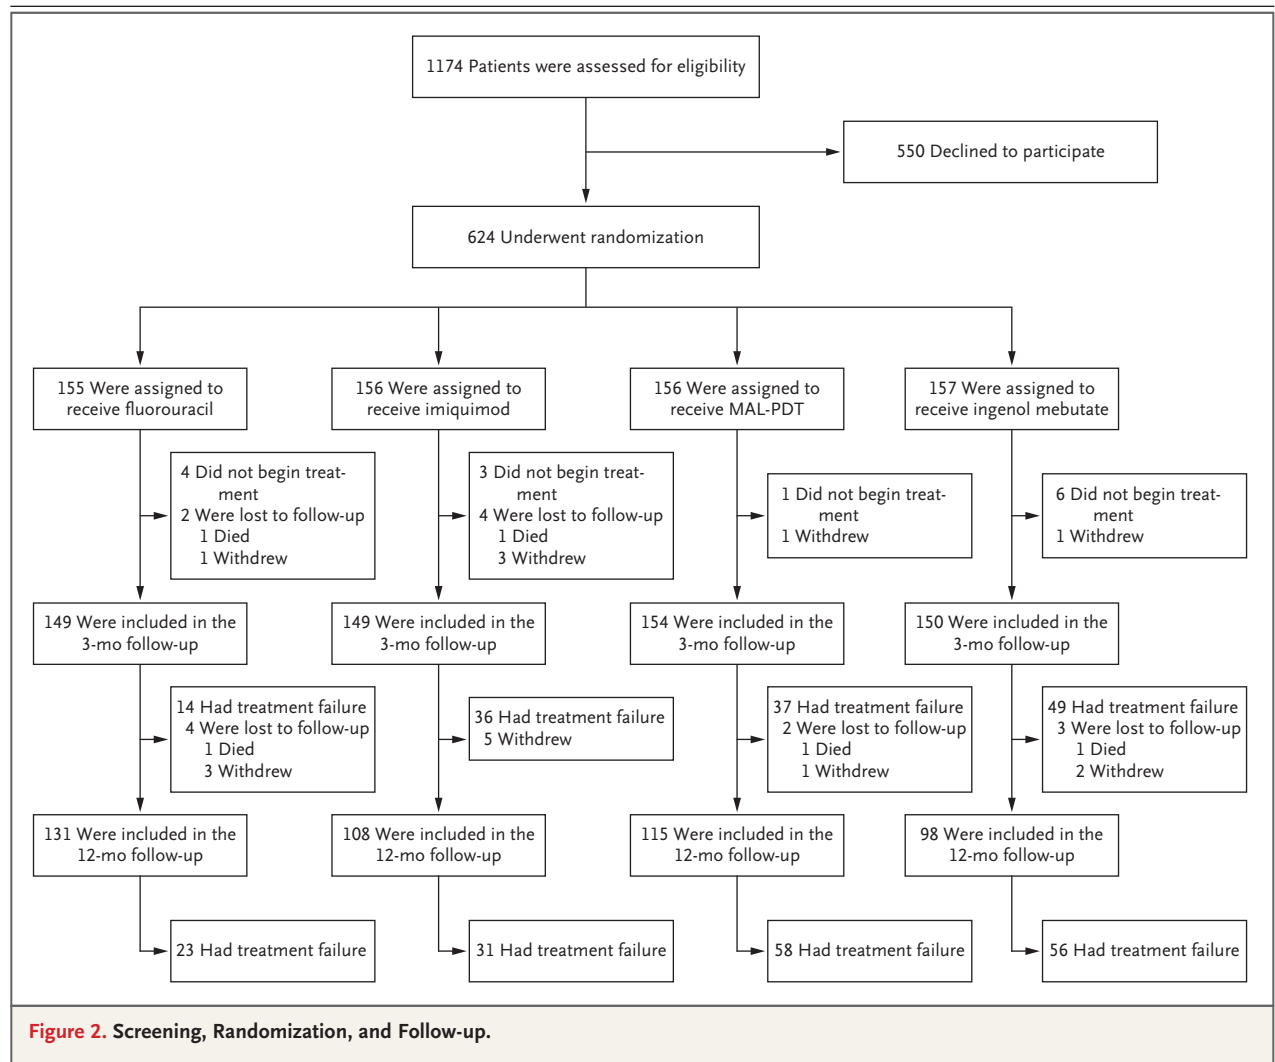 1174 Patients were assessed for eligibility
550 Declined to participate
624 Underwent randomization
155 Were assigned to
receive fluorouracil
156 Were assigned to
receive imiquimod
156 Were assigned to
receive MAL-PDT
157 Were assigned to
receive ingenol mebutate
4 Did not begin treat-
ment
2 Were lost to follow-up
1 Died
1 Withdrew
3 Did not begin treat-
ment
4 Were lost to follow-up
1 Died
3 Withdrew
1 Did not begin treat-
ment
1 Withdrew
6 Did not begin treat-
ment
1 Withdrew
149 Were included in the
3-mo follow-up
149 Were included in the
3-mo follow-up
154 Were included in the
3-mo follow-up
150 Were included in the
3-mo follow-up
14 Had treatment failure
4 Were lost to follow-up
1 Died
3 Withdrew
36 Had treatment failure
5 Withdrew
37 Had treatment failure
2 Were lost to follow-up
1 Died
1 Withdrew
49 Had treatment failure
3 Were lost to follow-up
1 Died
2 Withdrew
131 Were included in the
12-mo follow-up
108 Were included in the
12-mo follow-up
115 Were included in the
12-mo follow-up
98 Were included in the
12-mo follow-up
23 Had treatment failure
31 Had treatment failure
58 Had treatment failure
56 Had treatment failure
Figure 2. Screening, Randomization, and Follow-up.